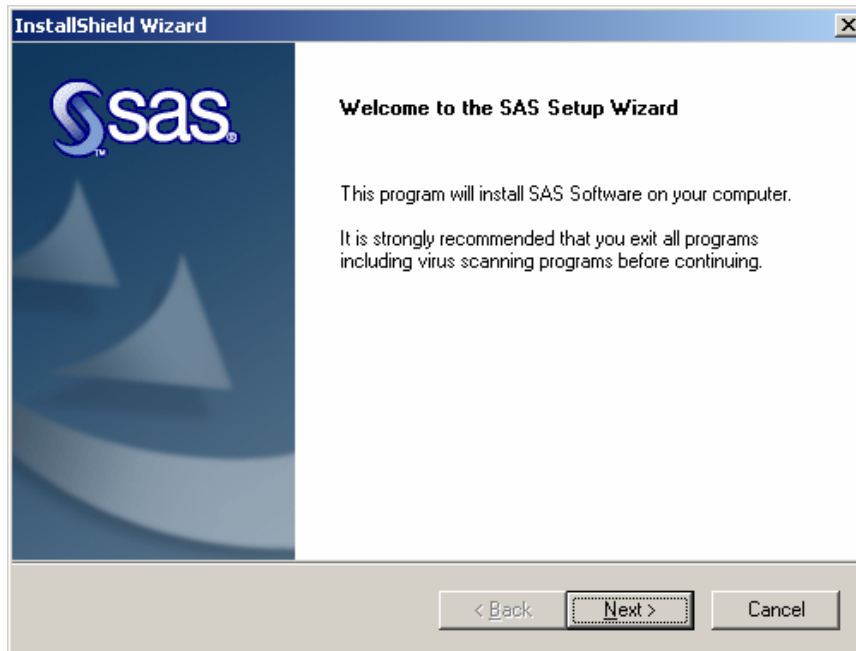 InstallShield Wizard
sas.
TM
Welcome to the SAS Setup Wizard
This program will install SAS Software on your computer.
It is strongly recommended that you exit all programs
including virus scanning programs before continuing.
< Back
Next >
Cancel